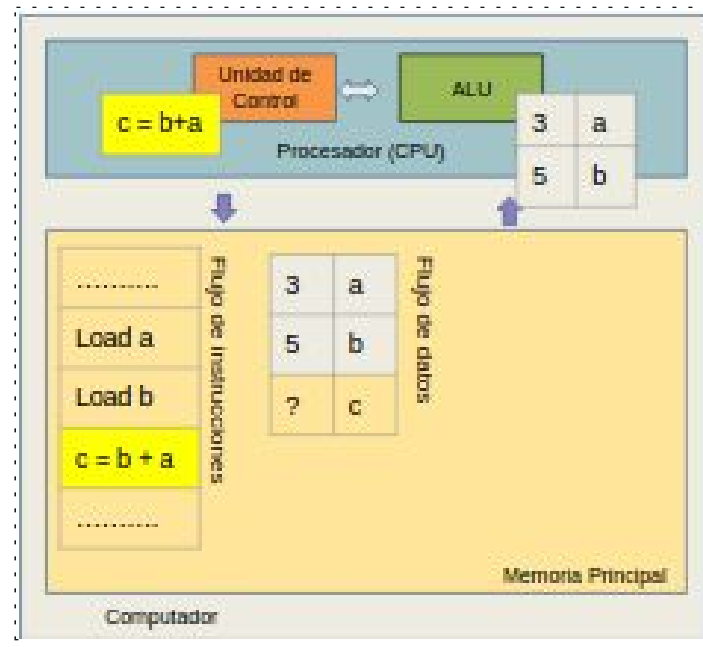 Unidad de
Control
ALU
c = b+a
3 a
5 b
Procesador (CPU)
...........
Load a
Load b
c = b + a
...........
Flujo de instrucciones
3 a
5 b
? c
Flujo de datos
Memoria Principal
Computador